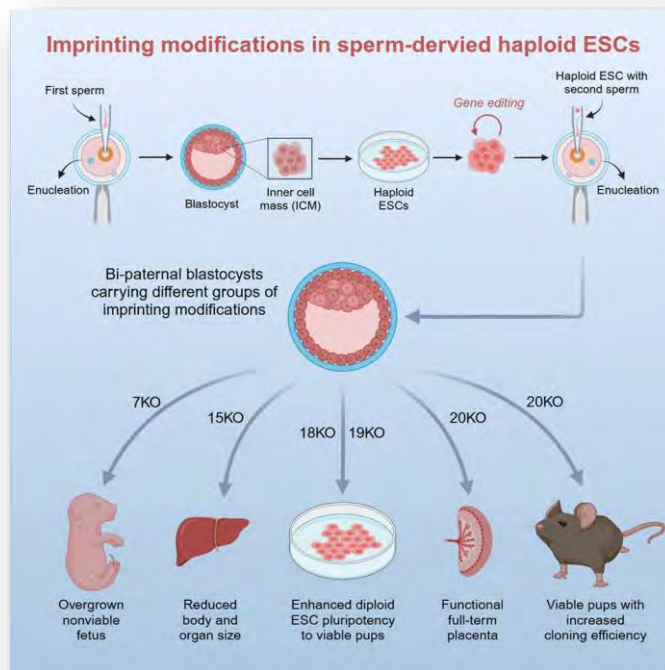 Imprinting modifications in sperm-dervied haploid ESCs
First sperm
Enucleation
Blastocyst
Inner cell
mass (ICM)
Haploid
ESCs
Gene editing
Haploid ESC with
second sperm
Enucleation
Bi-paternal blastocysts
carrying different groups of
imprinting modifications
7KO
15KO
18KO
19KO
20KO
20KO
Overgrown
nonviable
fetus
Reduced
body and
organ size
Enhanced diploid
ESC pluripotency
to viable pups
Functional
full-term
placenta
Viable pups with
increased
cloning efficiency